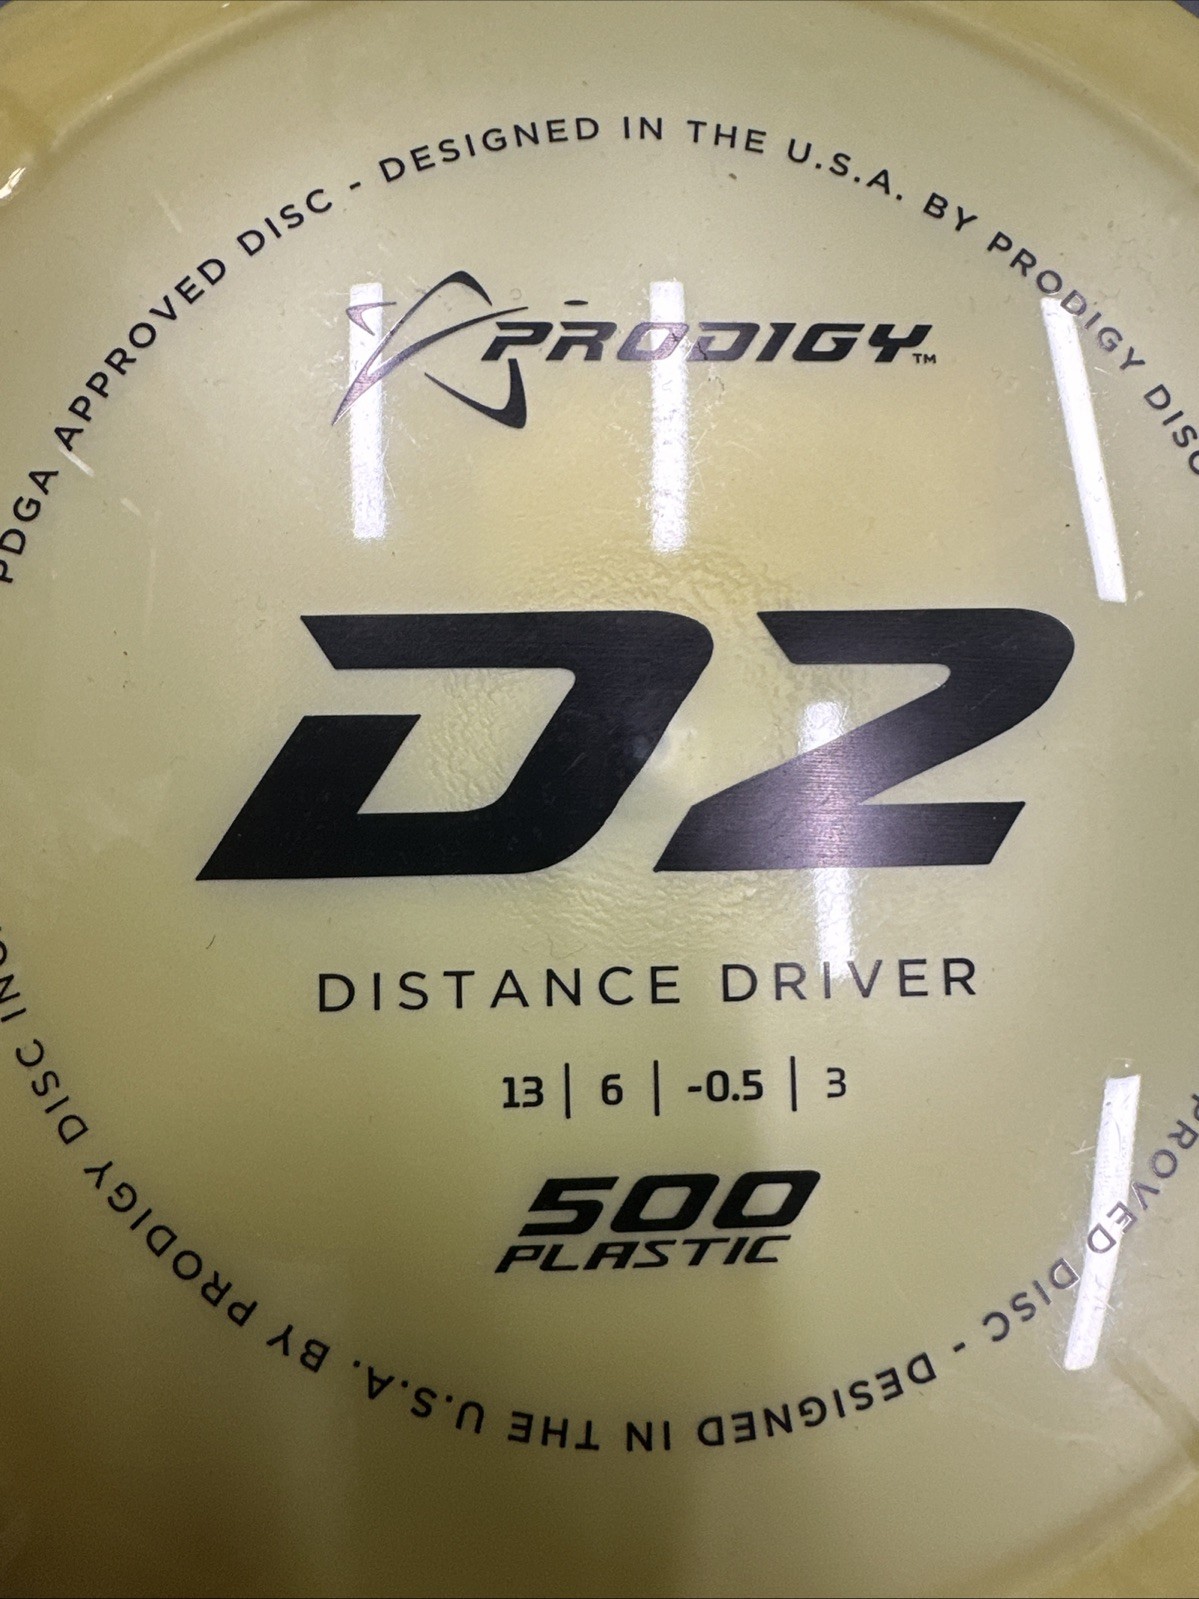 PDGA APPROVED DISC - DESIGNED IN THE U.S.A. BY PRODIGY DISC
PRODIGY™
D2
DISTANCE DRIVER
13 | 6 | -0.5 | 3
500
PLASTIC
DISC - DESIGNED IN THE U.S.A. BY PRODIGY DISC INC.